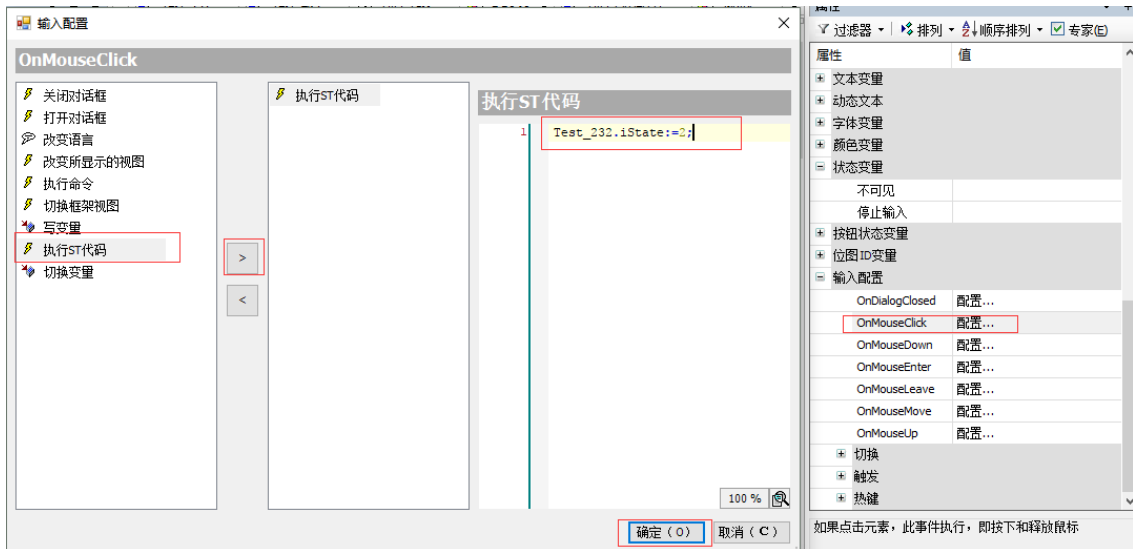 输入配置
OnMouseClick
关闭对话框
打开对话框
改变语言
改变所显示的视图
执行命令
切换框架视图
写变量
执行ST代码
切换变量
>
<
执行ST代码
执行ST代码
1 Test_232.iState:=2;
100 %
确定(O)
取消(C)
过滤器 排列 顺序排列 专家(E)
属性 值
文本变量
动态文本
字体变量
颜色变量
状态变量
不可见
停止输入
按钮状态变量
位图ID变量
输入配置
OnDialogClosed 配置...
OnMouseClick 配置...
OnMouseDown 配置...
OnMouseEnter 配置...
OnMouseLeave 配置...
OnMouseMove 配置...
OnMouseUp 配置...
切换
触发
热键
如果点击元素，此事件执行，即按下和释放鼠标